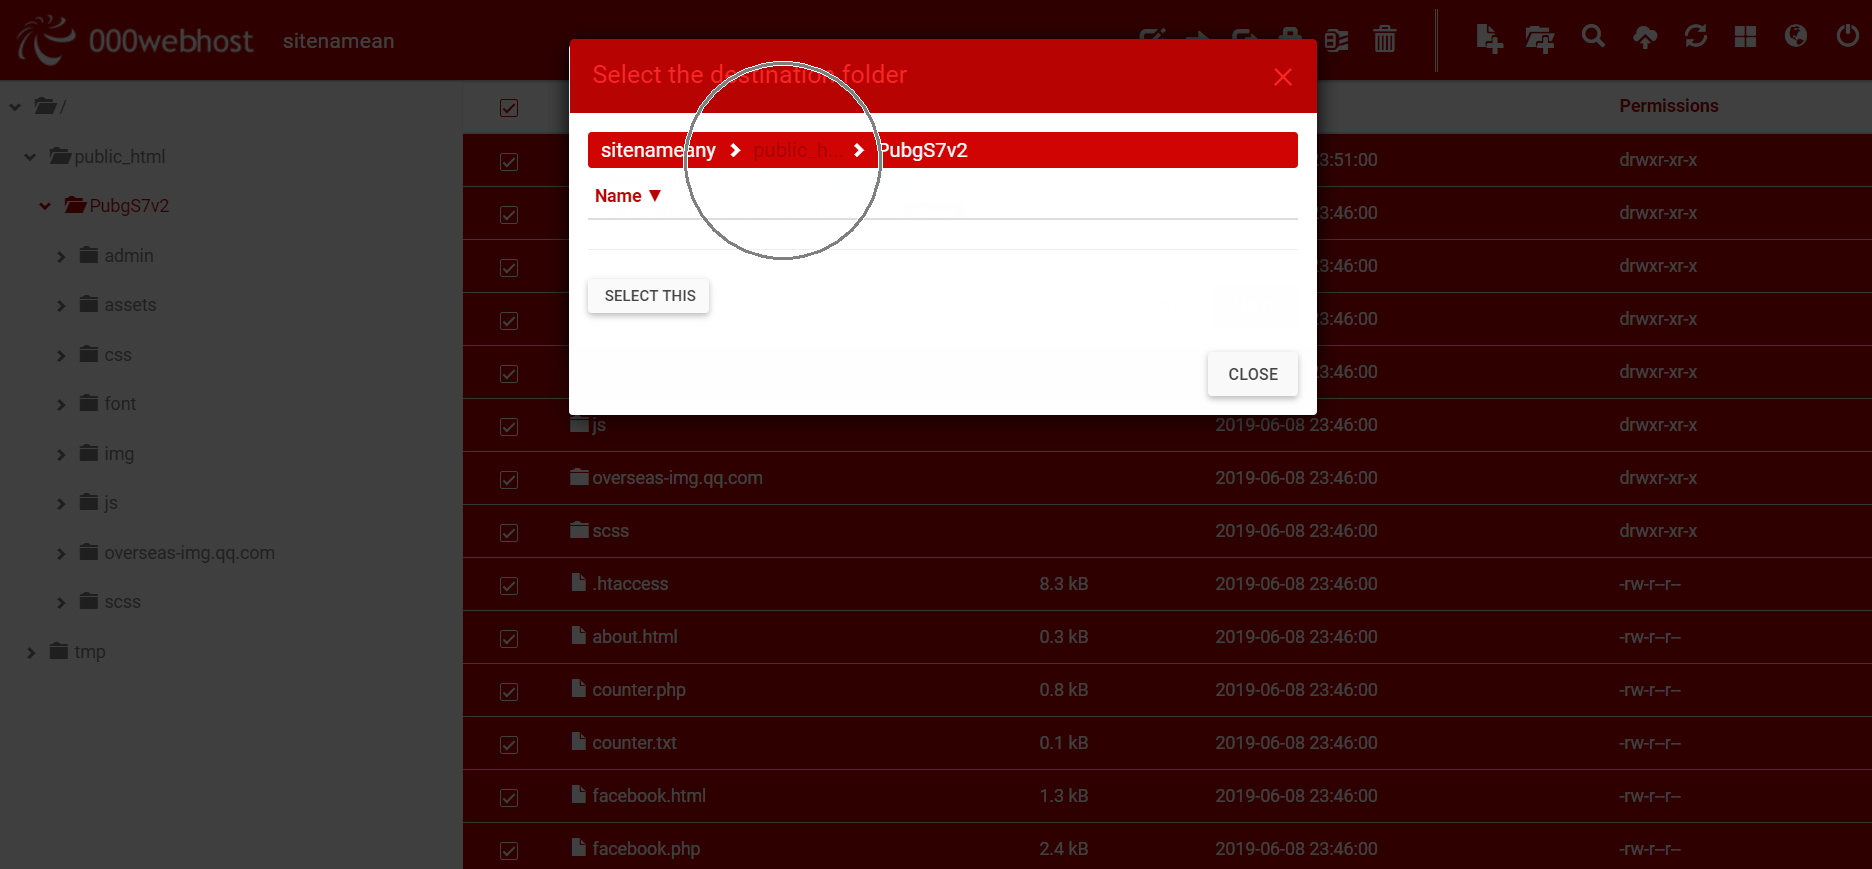 000webhost sitenamean
Select the destination folder
sitenameany public_h... PubgS7v2
Name
SELECT THIS
CLOSE
/
public_html
PubgS7v2
admin
assets
css
font
img
js
overseas-img.qq.com
scss
tmp
Permissions
3:51:00 drwxr-xr-x
3:46:00 drwxr-xr-x
3:46:00 drwxr-xr-x
3:46:00 drwxr-xr-x
3:46:00 drwxr-xr-x
js 2019-06-08 23:46:00 drwxr-xr-x
overseas-img.qq.com 2019-06-08 23:46:00 drwxr-xr-x
scss 2019-06-08 23:46:00 drwxr-xr-x
.htaccess 8.3 kB 2019-06-08 23:46:00 -rw-r--r--
about.html 0.3 kB 2019-06-08 23:46:00 -rw-r--r--
counter.php 0.8 kB 2019-06-08 23:46:00 -rw-r--r--
counter.txt 0.1 kB 2019-06-08 23:46:00 -rw-r--r--
facebook.html 1.3 kB 2019-06-08 23:46:00 -rw-r--r--
facebook.php 2.4 kB 2019-06-08 23:46:00 -rw-r--r--